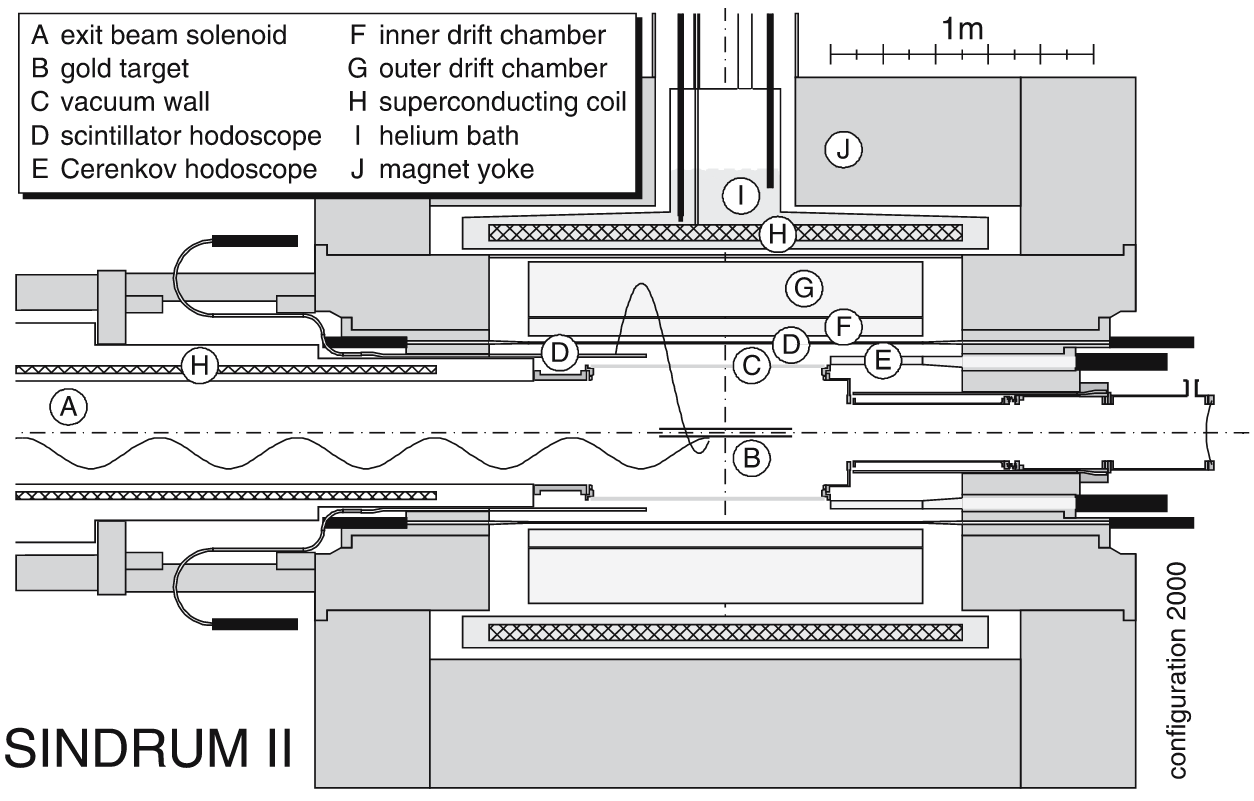 A exit beam solenoid
B gold target
C vacuum wall
D scintillator hodoscope
E Cerenkov hodoscope
F inner drift chamber
G outer drift chamber
H superconducting coil
I helium bath
J magnet yoke
1m
J
I
H
G
F
D
D
E
C
H
A
B
SINDRUM II
configuration 2000